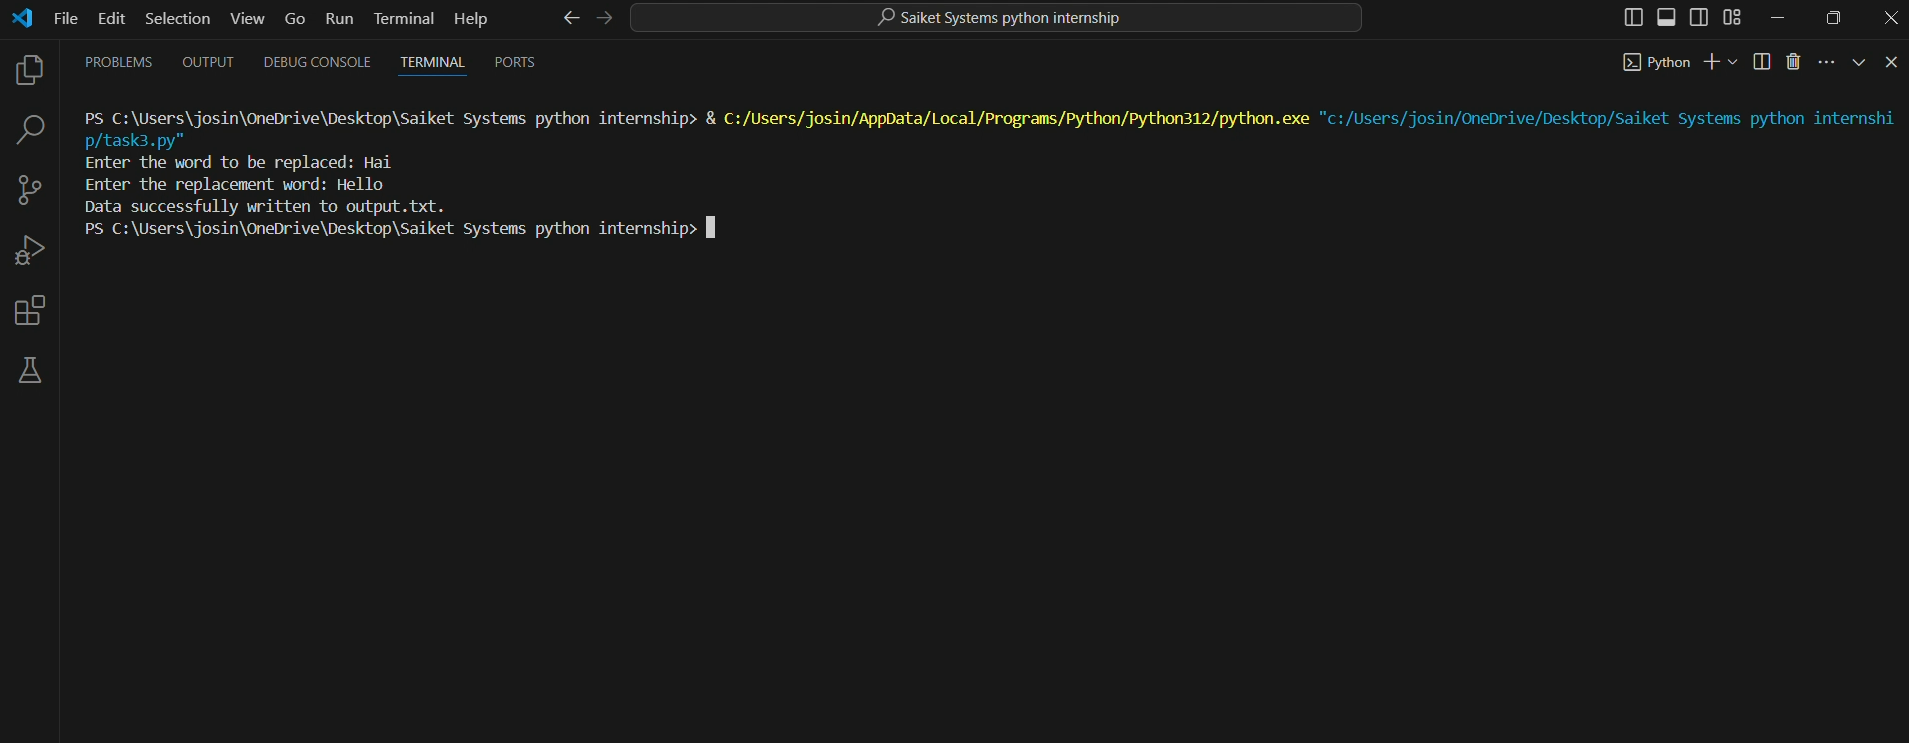 File Edit Selection View Go Run Terminal Help
Saiket Systems python internship
PROBLEMS OUTPUT DEBUG CONSOLE TERMINAL PORTS
Python
PS C:\Users\josin\OneDrive\Desktop\Saiket Systems python internship> & C:/Users/josin/AppData/Local/Programs/Python/Python312/python.exe "c:/Users/josin/OneDrive/Desktop/Saiket Systems python internshi
p/task3.py"
Enter the word to be replaced: Hai
Enter the replacement word: Hello
Data successfully written to output.txt.
PS C:\Users\josin\OneDrive\Desktop\Saiket Systems python internship>